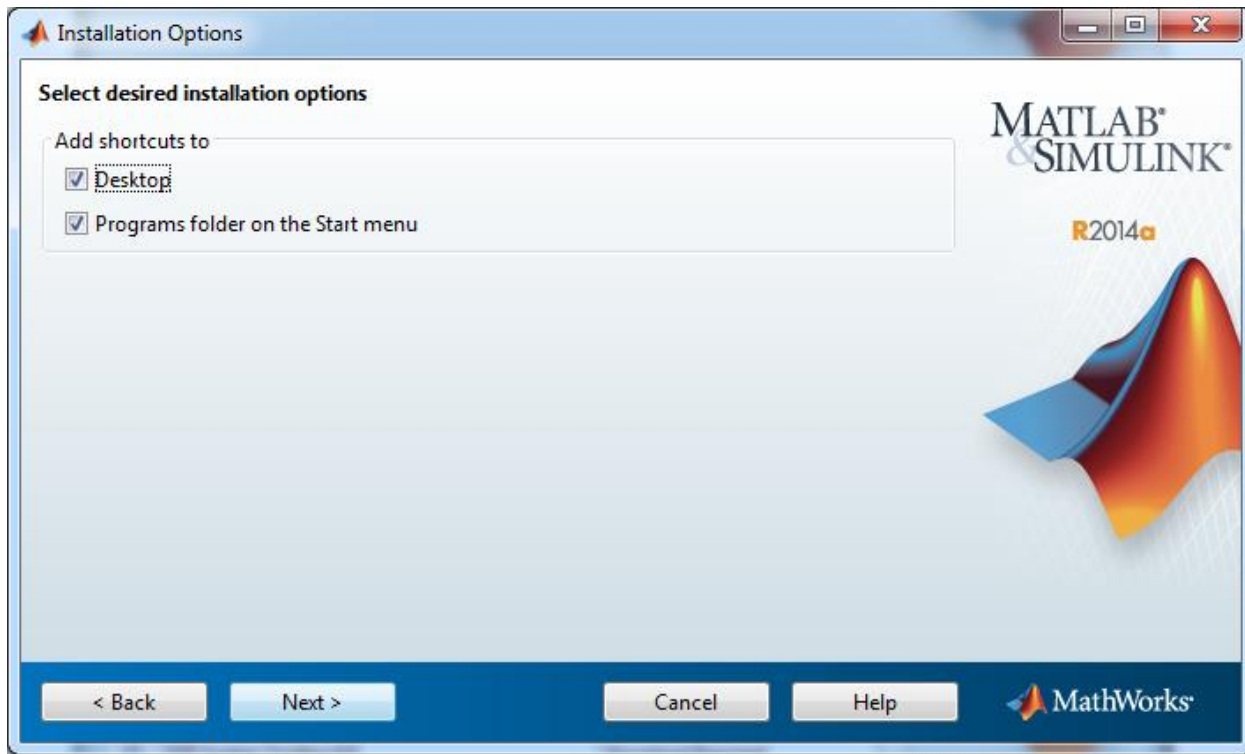 Installation Options
Select desired installation options
Add shortcuts to
Desktop
Programs folder on the Start menu
MATLAB®
&SIMULINK®
R2014a
< Back
Next >
Cancel
Help
MathWorks®